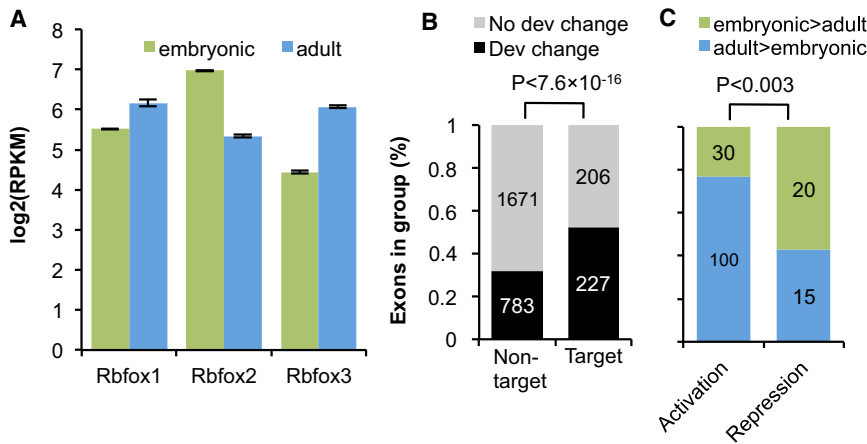 A
embryonic adult
log2(RPKM)
8
7
6
5
4
3
2
1
0
Rbfox1 Rbfox2 Rbfox3
B
No dev change
Dev change
P<7.6×10-16
Exons in group (%)
1
0.8
0.6
0.4
0.2
0
1671
206
783
227
Non-
target
Target
C
embryonic>adult
adult>embryonic
P<0.003
30
20
100
15
Activation
Repression